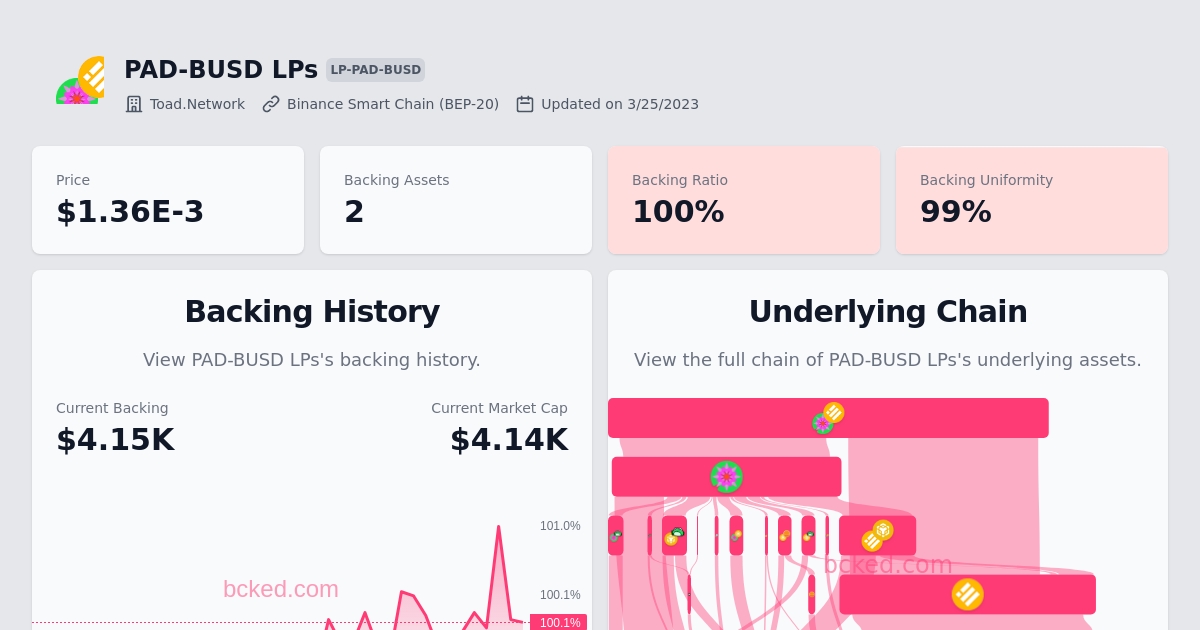 PAD-BUSD LPs LP-PAD-BUSD
Toad.Network Binance Smart Chain (BEP-20) Updated on 3/25/2023
Price
$1.36E-3
Backing Assets
2
Backing Ratio
100%
Backing Uniformity
99%
Backing History
View PAD-BUSD LPs's backing history.
Current Backing
$4.15K
Current Market Cap
$4.14K
101.0%
100.1%
100.1%
bcked.com
Underlying Chain
View the full chain of PAD-BUSD LPs's underlying assets.
bcked.com